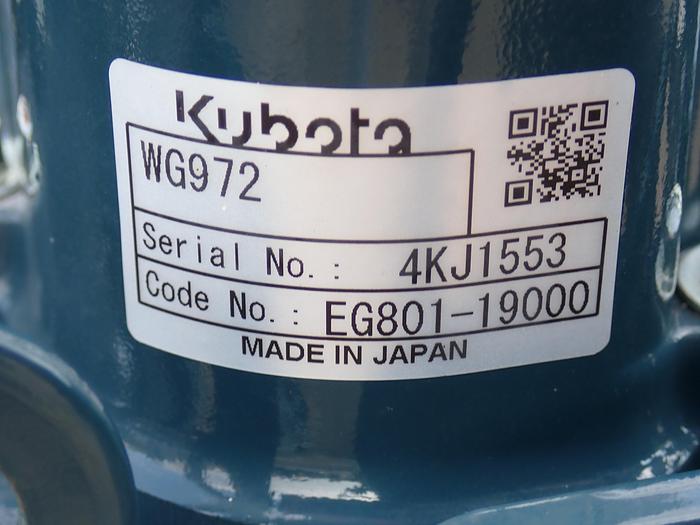 Kubota
WG972
Serial No.: 4KJ1553
Code No.: EG801-19000
MADE IN JAPAN